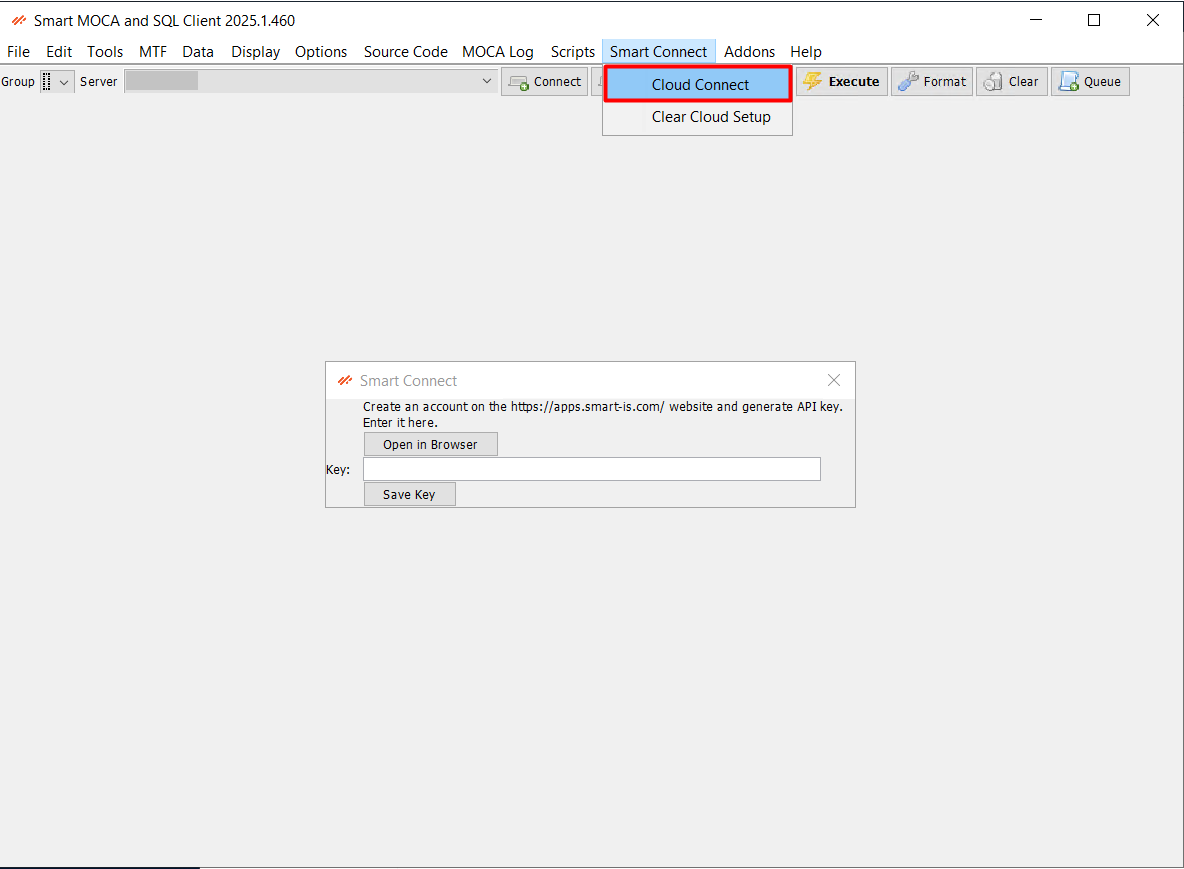 Smart MOCA and SQL Client 2025.1.460
File Edit Tools MTF Data Display Options Source Code MOCA Log Scripts Smart Connect Addons Help
Group Server Connect Execute Format Clear Queue
Cloud Connect
Clear Cloud Setup
Smart Connect
Create an account on the https://apps.smart-is.com/ website and generate API key.
Enter it here.
Open in Browser
Key:
Save Key